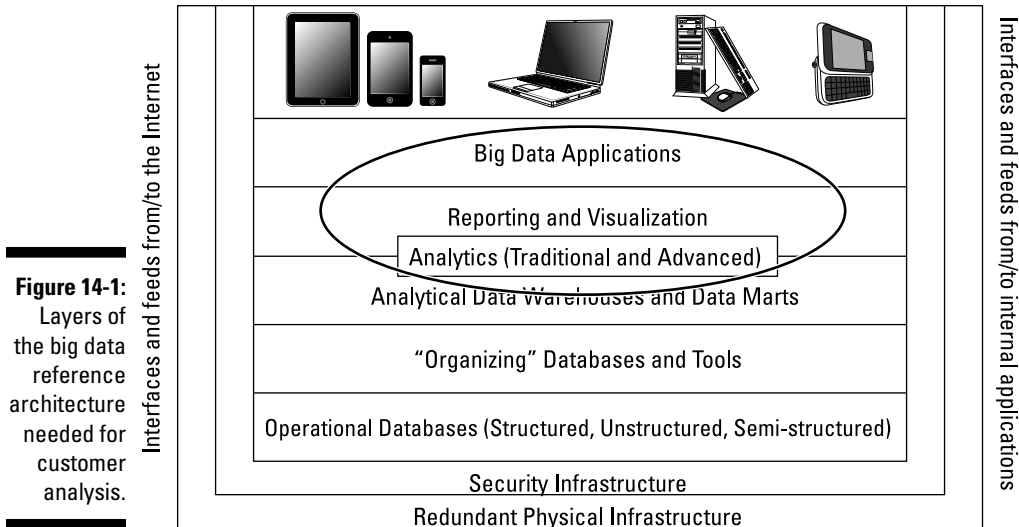 Interfaces and feeds from/to the Internet
Interfaces and feeds from/to internal applications
Big Data Applications
Reporting and Visualization
Analytics (Traditional and Advanced)
Analytical Data Warehouses and Data Marts
“Organizing” Databases and Tools
Operational Databases (Structured, Unstructured, Semi-structured)
Security Infrastructure
Redundant Physical Infrastructure
Figure 14-1:
Layers of
the big data
reference
architecture
needed for
customer
analysis.